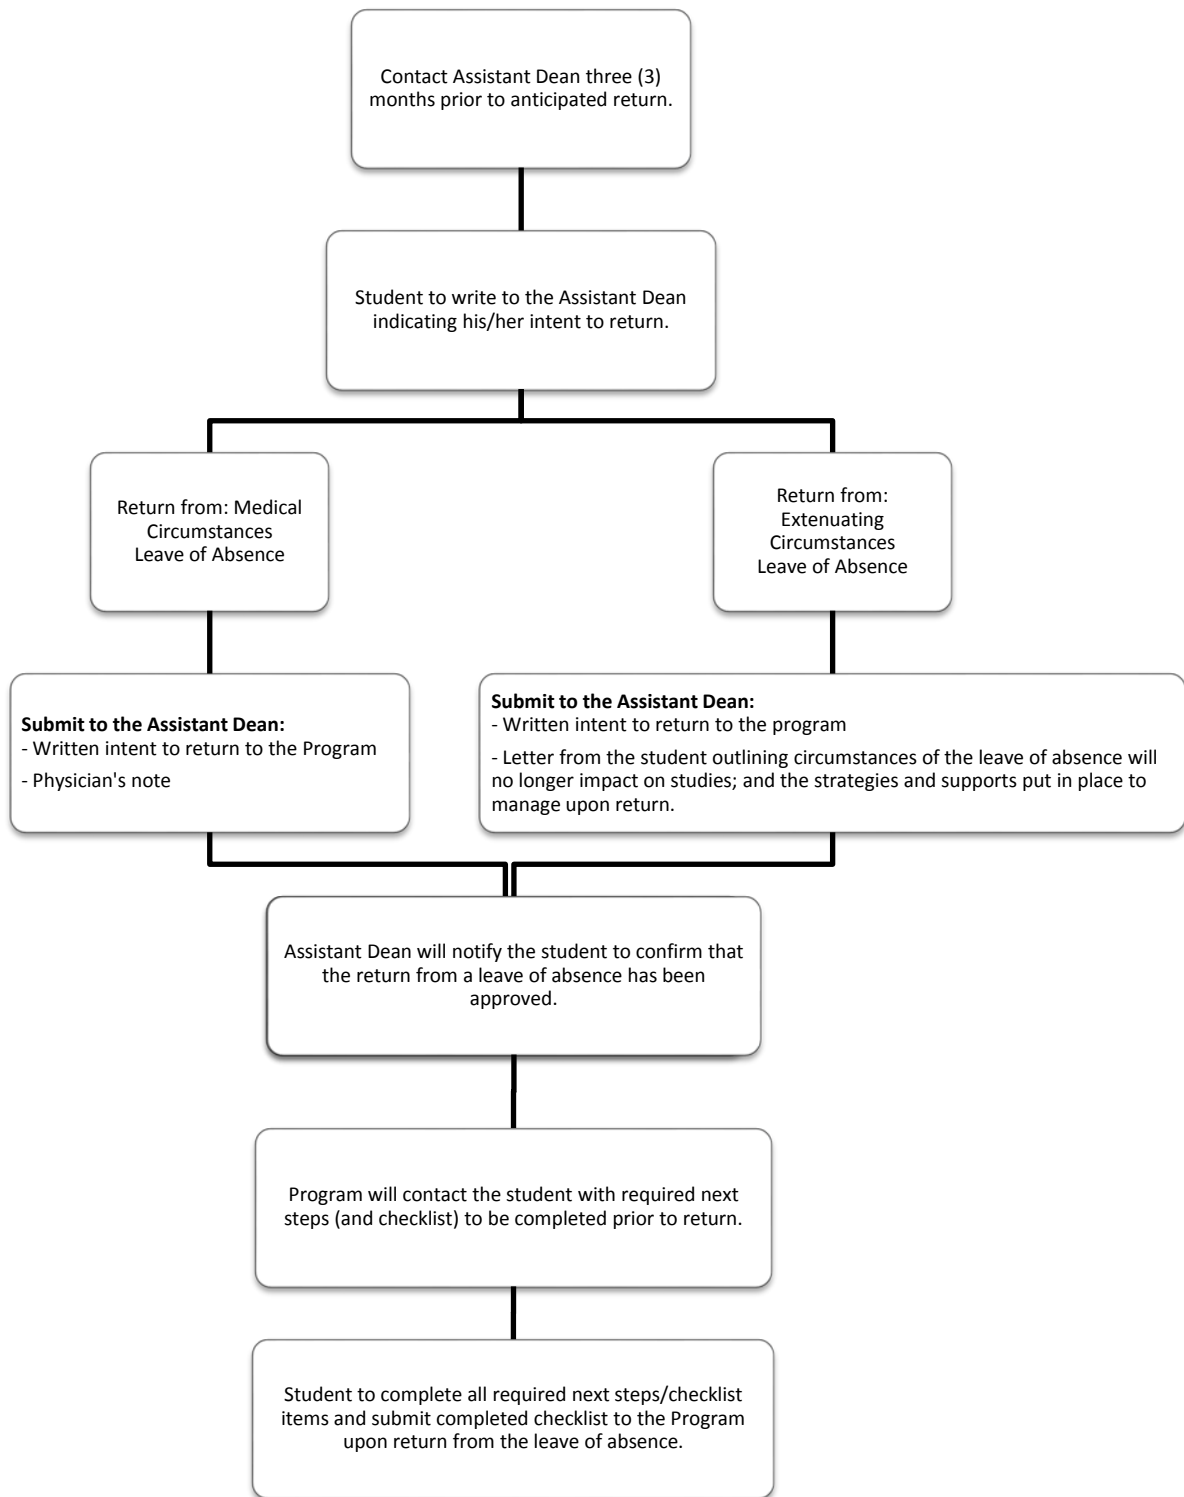 Contact Assistant Dean three (3)
months prior to anticipated return.
Student to write to the Assistant Dean
indicating his/her intent to return.
Return from: Medical
Circumstances
Leave of Absence
Return from:
Extenuating
Circumstances
Leave of Absence
Submit to the Assistant Dean:
- Written intent to return to the Program
- Physician's note
Submit to the Assistant Dean:
- Written intent to return to the program
- Letter from the student outlining circumstances of the leave of absence will
no longer impact on studies; and the strategies and supports put in place to
manage upon return.
Assistant Dean will notify the student to confirm that
the return from a leave of absence has been
approved.
Program will contact the student with required next
steps (and checklist) to be completed prior to return.
Student to complete all required next steps/checklist
items and submit completed checklist to the Program
upon return from the leave of absence.